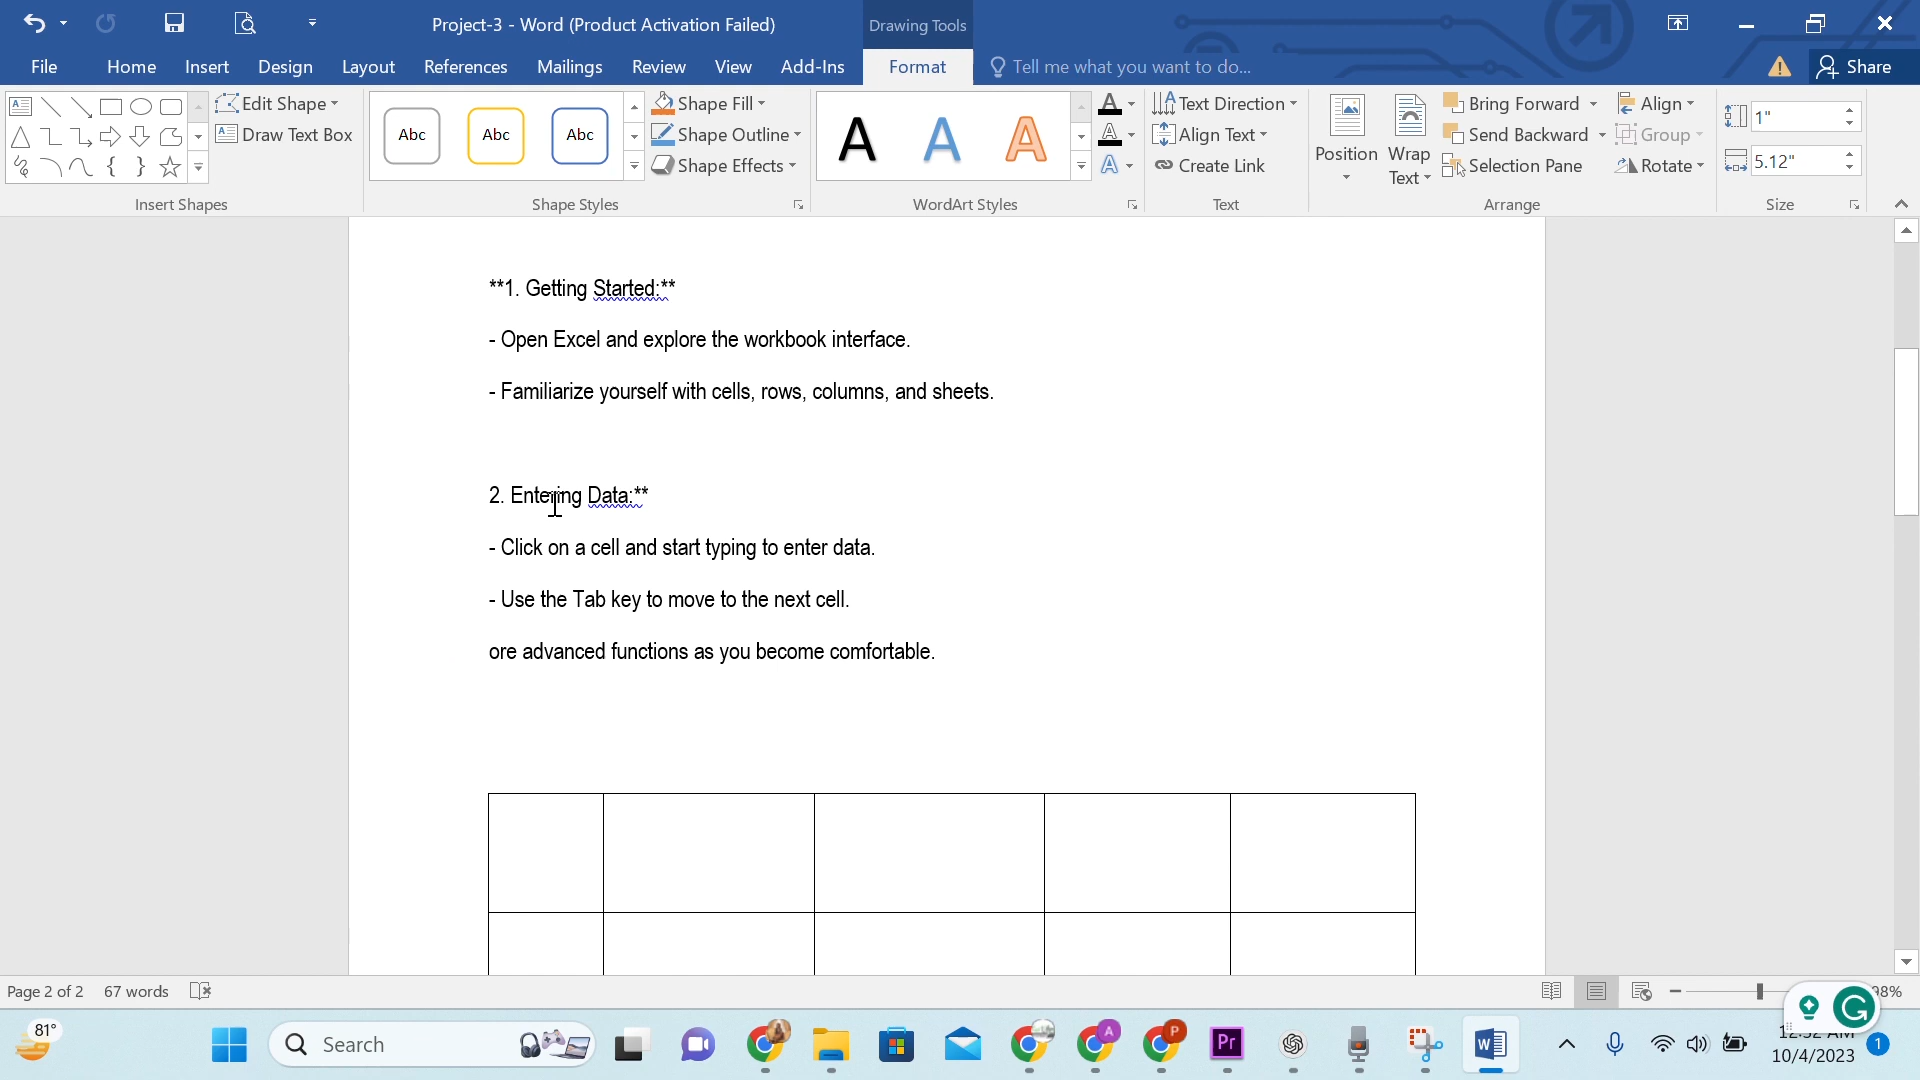 Project-3 - Word (Product Activation Failed)
Drawing Tools
File Home Insert Design Layout References Mailings Review View Add-Ins Format Tell me what you want to do... Share
Edit Shape
Draw Text Box
Insert Shapes
Abc Abc Abc
Shape Fill
Shape Outline
Shape Effects
Shape Styles
A A A
WordArt Styles
Text Direction
Align Text
Create Link
Text
Position
Wrap Text
Bring Forward
Send Backward
Selection Pane
Align
Group
Rotate
Arrange
1"
5.12"
Size
**1. Getting Started:**
- Open Excel and explore the workbook interface.
- Familiarize yourself with cells, rows, columns, and sheets.
2. Entering Data:**
- Click on a cell and start typing to enter data.
- Use the Tab key to move to the next cell.
ore advanced functions as you become comfortable.
Page 2 of 2 67 words
98%
81°
Search
10/4/2023
1